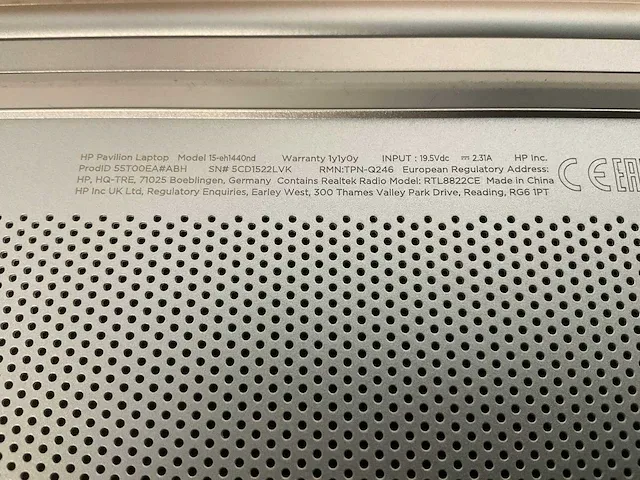 HP Pavilion Laptop Model 15-eh1440nd Warranty 1y1y0y INPUT : 19.5Vdc ⎓ 2.31A HP Inc.
ProdID 5ST00EA#ABH SN# 5CD1522LVK RMN:TPN-Q246 European Regulatory Address:
HP, HQ-TRE, 71025 Boeblingen, Germany Contains Realtek Radio Model: RTL8822CE Made in China
HP Inc UK Ltd, Regulatory Enquiries, Earley West, 300 Thames Valley Park Drive, Reading, RG6 1PT
CE EAC